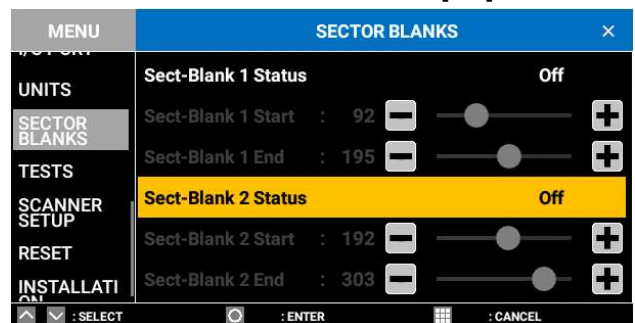 MENU
SECTOR BLANKS ×
UNITS
SECTOR
BLANKS
TESTS
SCANNER
SETUP
RESET
INSTALLATI
Sect-Blank 1 Status Off
Sect-Blank 1 Start : 92
Sect-Blank 1 End : 195
Sect-Blank 2 Status Off
Sect-Blank 2 Start : 192
Sect-Blank 2 End : 303
: SELECT : ENTER : CANCEL